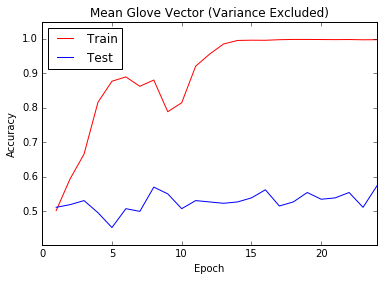 Mean Glove Vector (Variance Excluded)
1.0
0.9
0.8
0.7
0.6
0.5
Train
Test
Accuracy
0 5 10 15 20
Epoch